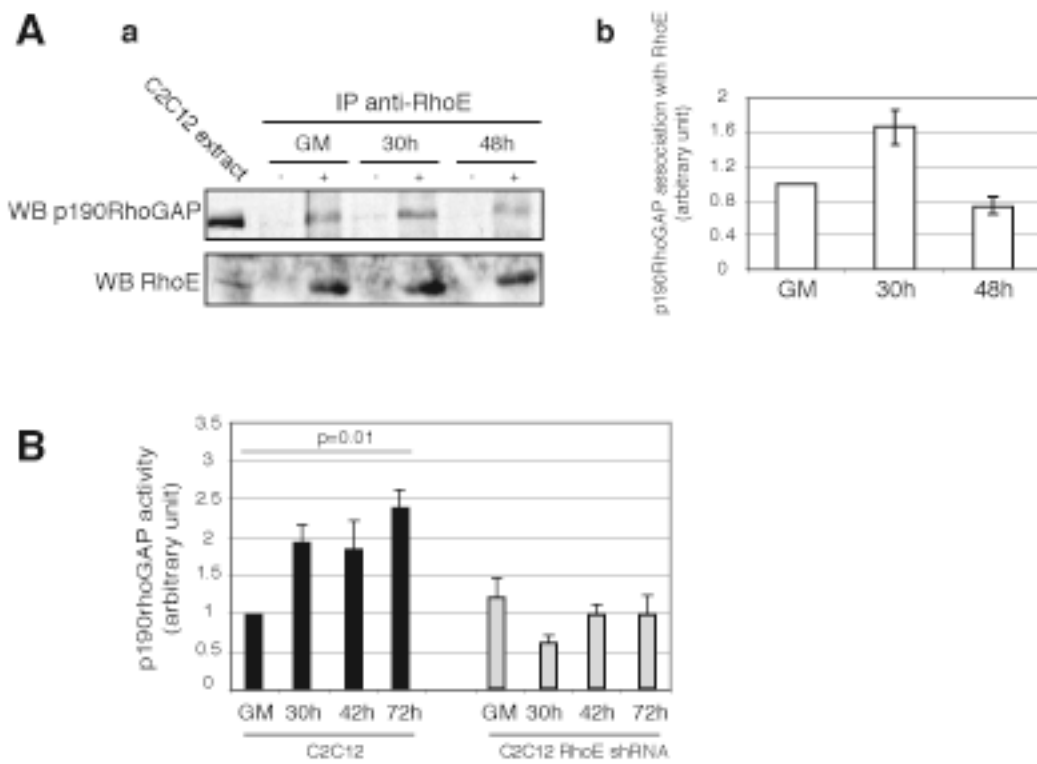 A
a
C2C12 extract
IP anti-RhoE
GM 30h 48h
- + - + - +
WB p190RhoGAP
WB RhoE
b
p190RhoGAP association with RhoE
(arbitrary unit)
2
1.6
1.2
0.8
0.4
0
GM 30h 48h
B
p190rhoGAP activity
(arbitrary unit)
3.5
3
2.5
2
1.5
1
0.5
0
p=0.01
GM 30h 42h 72h
C2C12
GM 30h 42h 72h
C2C12 RhoE shRNA